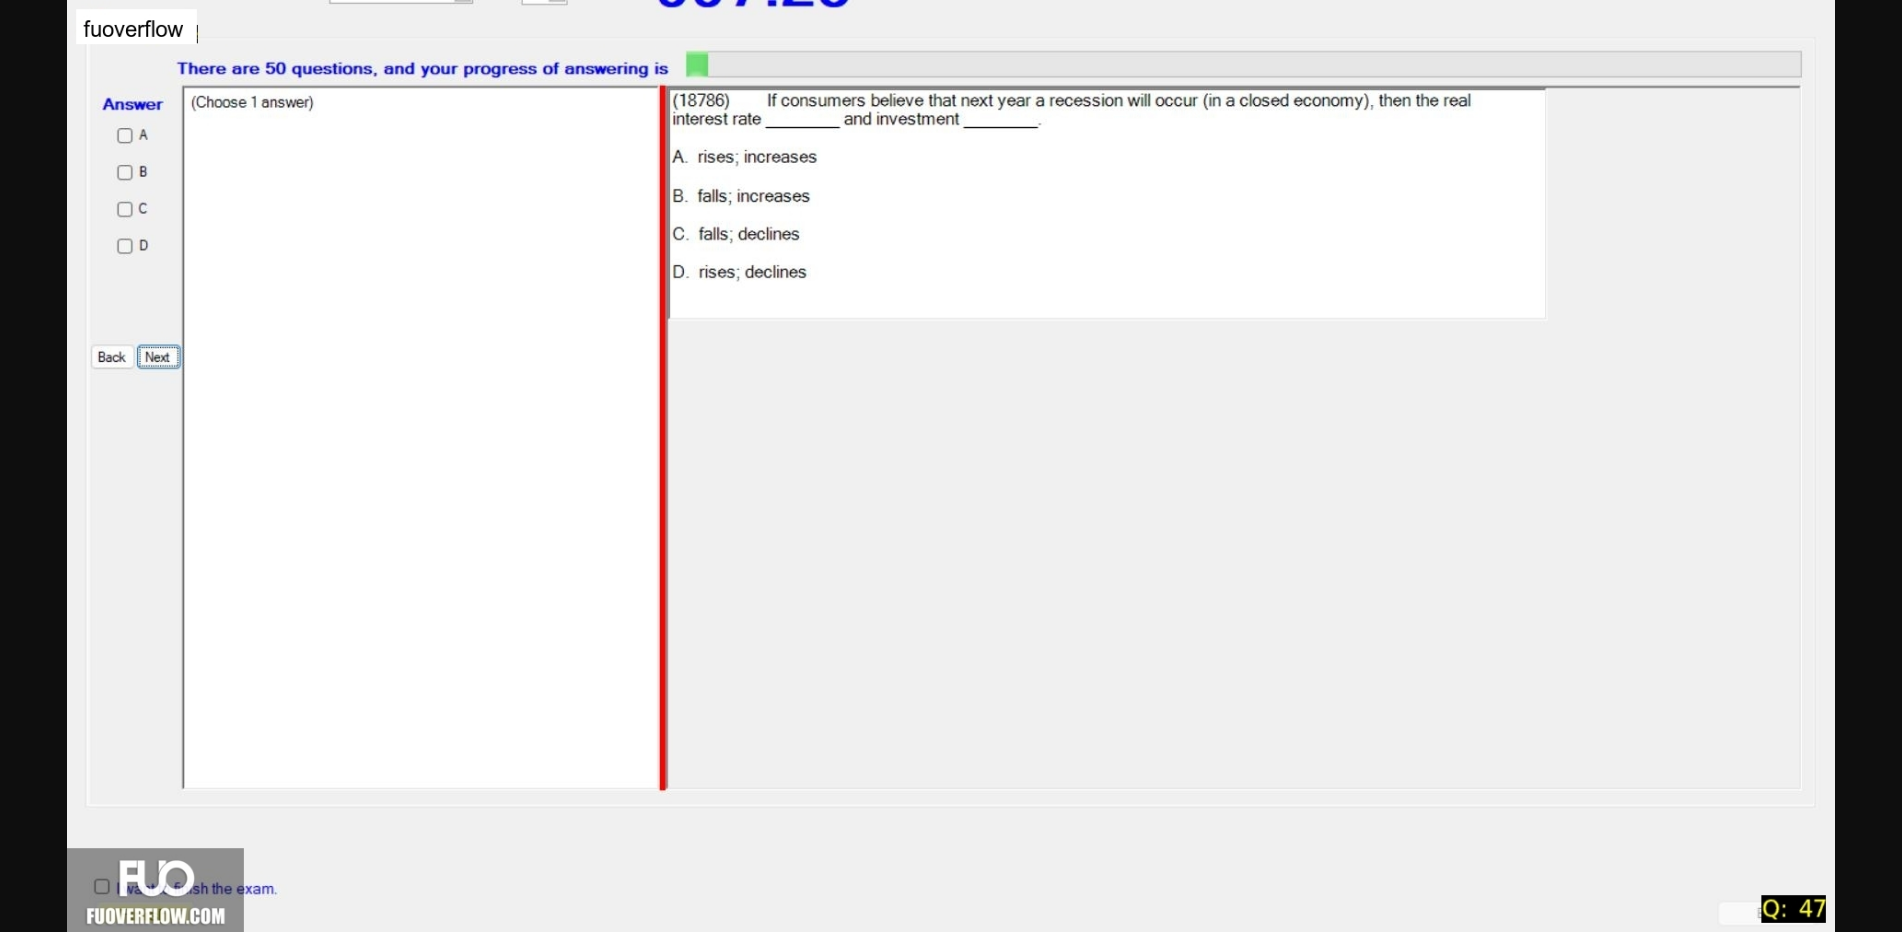 fuoverflow
There are 50 questions, and your progress of answering is
Answer
(Choose 1 answer)
A
B
C
D
Back Next
(18786) If consumers believe that next year a recession will occur (in a closed economy), then the real
interest rate ________ and investment ________.
A. rises; increases
B. falls; increases
C. falls; declines
D. rises; declines
FUO
sh the exam.
FUOVERFLOW.COM
Q: 47